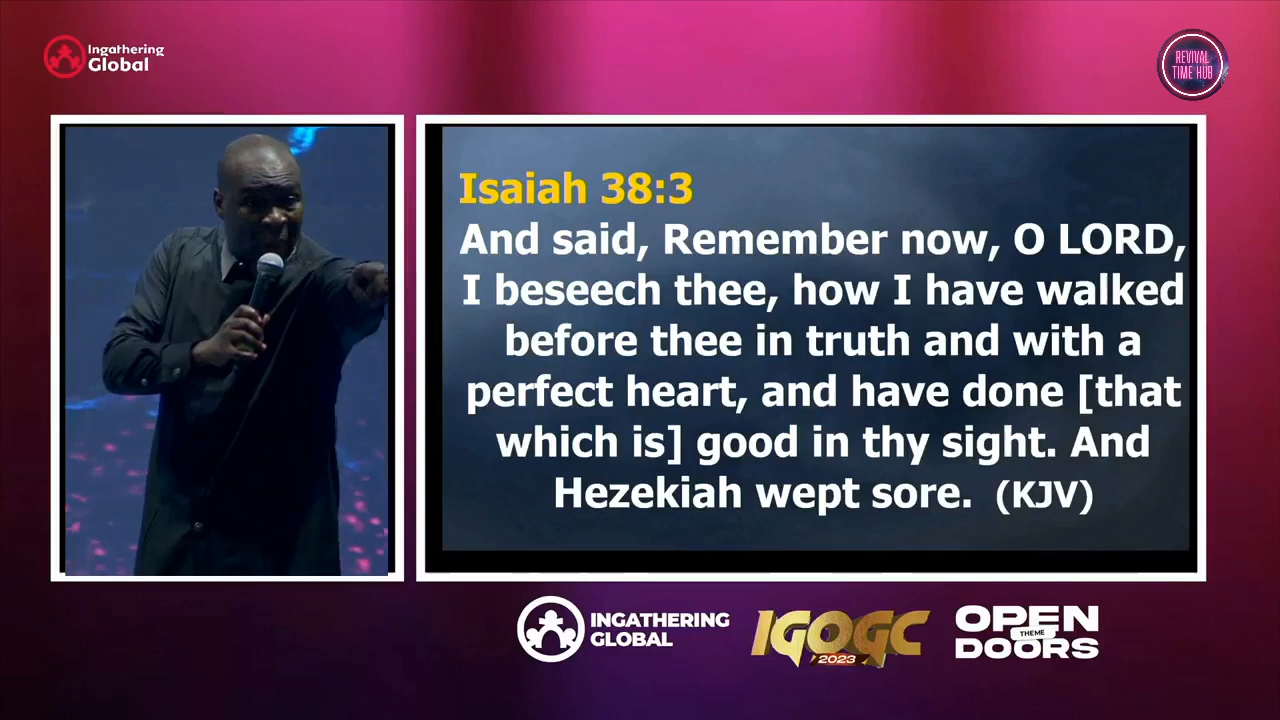 Ingathering
Global
REVIVAL
TIME HUB
Isaiah 38:3
And said, Remember now, O LORD,
I beseech thee, how I have walked
before thee in truth and with a
perfect heart, and have done [that
which is] good in thy sight. And
Hezekiah wept sore. (KJV)
INGATHERING
GLOBAL
IGOGC
2023
OPEN
THEME
DOORS